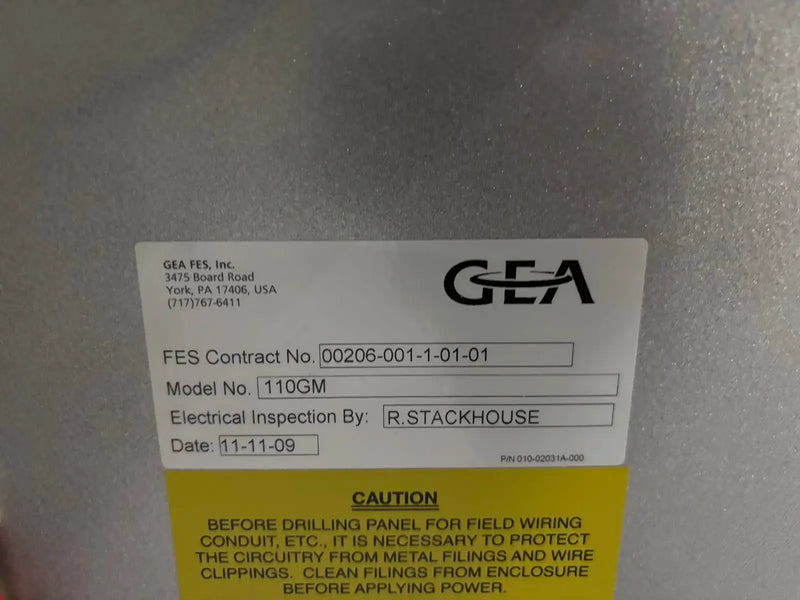 GEA FES, Inc.
3475 Board Road
York, PA 17406, USA
(717)767-6411
GEA
FES Contract No. 00206-001-1-01-01
Model No. 110GM
Electrical Inspection By: R.STACKHOUSE
Date: 11-11-09
P/N 010-02031A-000
CAUTION
BEFORE DRILLING PANEL FOR FIELD WIRING
CONDUIT, ETC., IT IS NECESSARY TO PROTECT
THE CIRCUITRY FROM METAL FILINGS AND WIRE
CLIPPINGS. CLEAN FILINGS FROM ENCLOSURE
BEFORE APPLYING POWER.